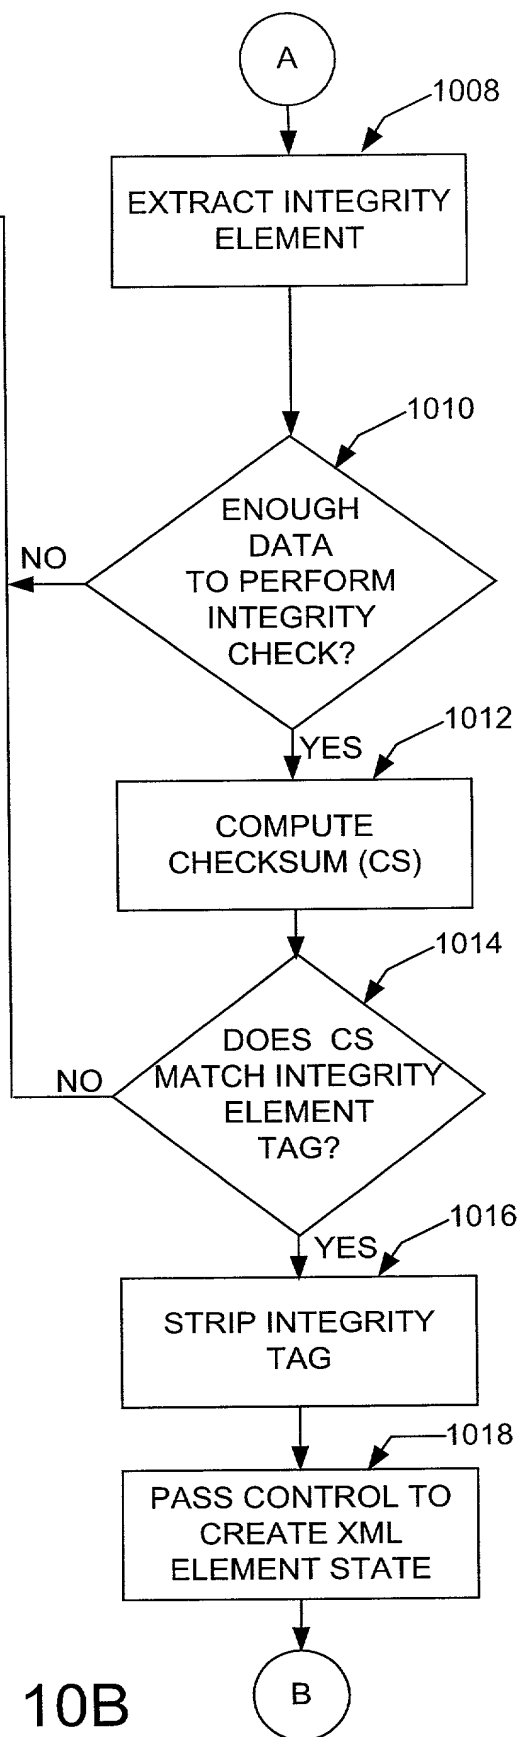 A
1008
EXTRACT INTEGRITY
ELEMENT
1010
ENOUGH
DATA
TO PERFORM
INTEGRITY
CHECK?
NO
YES
1012
COMPUTE
CHECKSUM (CS)
1014
DOES CS
MATCH INTEGRITY
ELEMENT
TAG?
NO
YES
1016
STRIP INTEGRITY
TAG
1018
PASS CONTROL TO
CREATE XML
ELEMENT STATE
B
10B